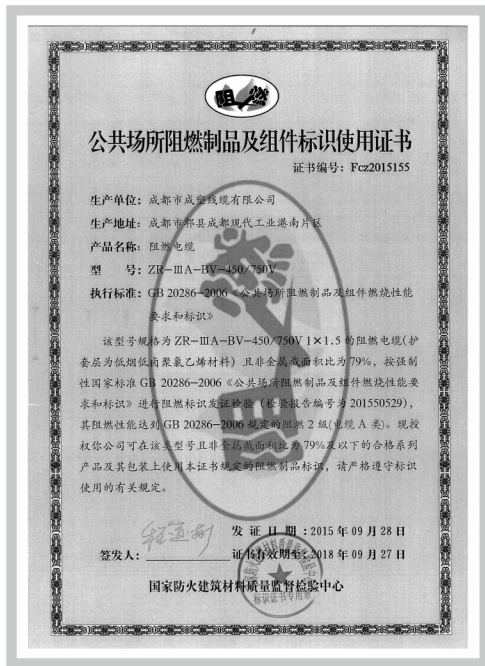 阻燃
公共场所阻燃制品及组件标识使用证书
证书编号：Fcz2015155
生产单位：成都市成塑线缆有限公司
生产地址：成都市郫县成都现代工业港南片区
产品名称：阻燃电缆
型 号：ZR-ⅢA-BV-450/750V
执行标准：GB 20286-2006《公共场所阻燃制品及组件燃烧性能
要求和标识》
该型号规格为 ZR-ⅢA-BV-450/750V 1×1.5 的阻燃电缆(护
套层为低烟低卤聚氯乙烯材料) 且非金属截面积比为79%，按强制
性国家标准 GB 20286-2006《公共场所阻燃制品及组件燃烧性能要
求和标识》进行阻燃标识发证检验 (检验报告编号为 201550529)，
其阻燃性能达到 GB 20286-2006 规定的阻燃 2 级(电缆 A 类)。现授
权你公司可在该类型号且非金属截面积比为 79%及以下的合格系列
产品及其包装上使用本证书规定的阻燃制品标识，请严格遵守标识
使用的有关规定。
发 证 日 期：2015 年 09 月 28 日
签发人：
证书有效期至：2018 年 09 月 27 日
国家防火建筑材料质量监督检验中心
标识证书专用章